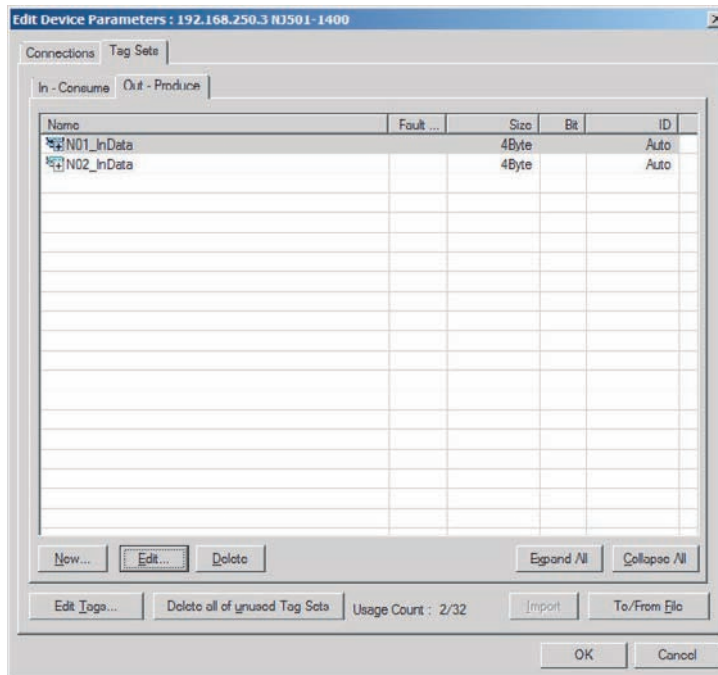 Edit Device Parameters : 192.168.250.3 NJ501-1400
Connections Tag Sets
In - Consume Out - Produce
Name Fault ... Size Bit ID
N01_InData 4Byte Auto
N02_InData 4Byte Auto
New... Edit... Delete Expand All Collapse All
Edit Tags... Delete all of unused Tag Sets Usage Count : 2/32 Import To/From File
OK Cancel